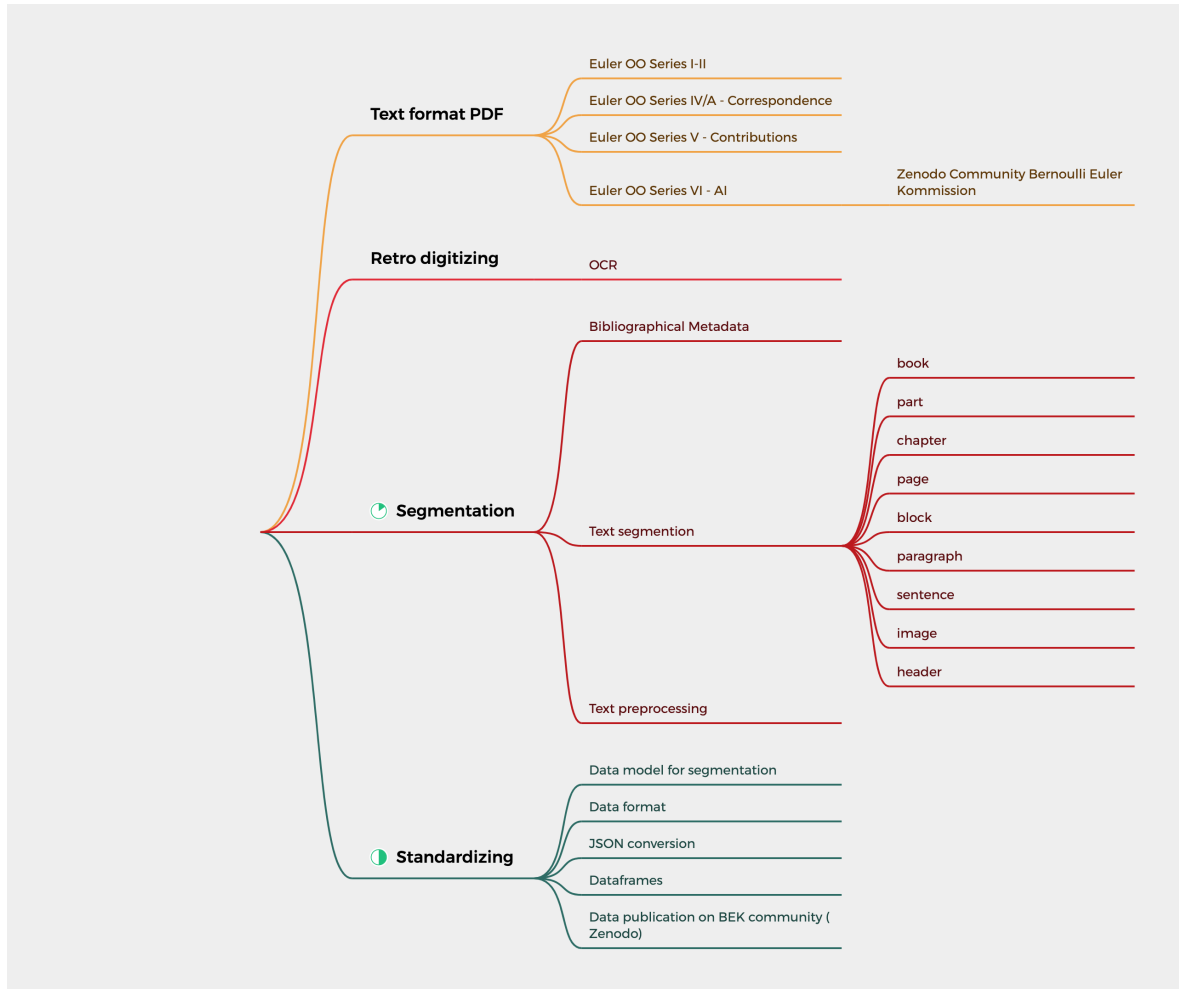 Text format PDF
Euler OO Series I-II
Euler OO Series IV/A - Correspondence
Euler OO Series V - Contributions
Euler OO Series VI - AI
Zenodo Community Bernoulli Euler
Kommission
Retro digitizing
OCR
Segmentation
Bibliographical Metadata
Text segmention
book
part
chapter
page
block
paragraph
sentence
image
header
Text preprocessing
Standardizing
Data model for segmentation
Data format
JSON conversion
Dataframes
Data publication on BEK community (
Zenodo)